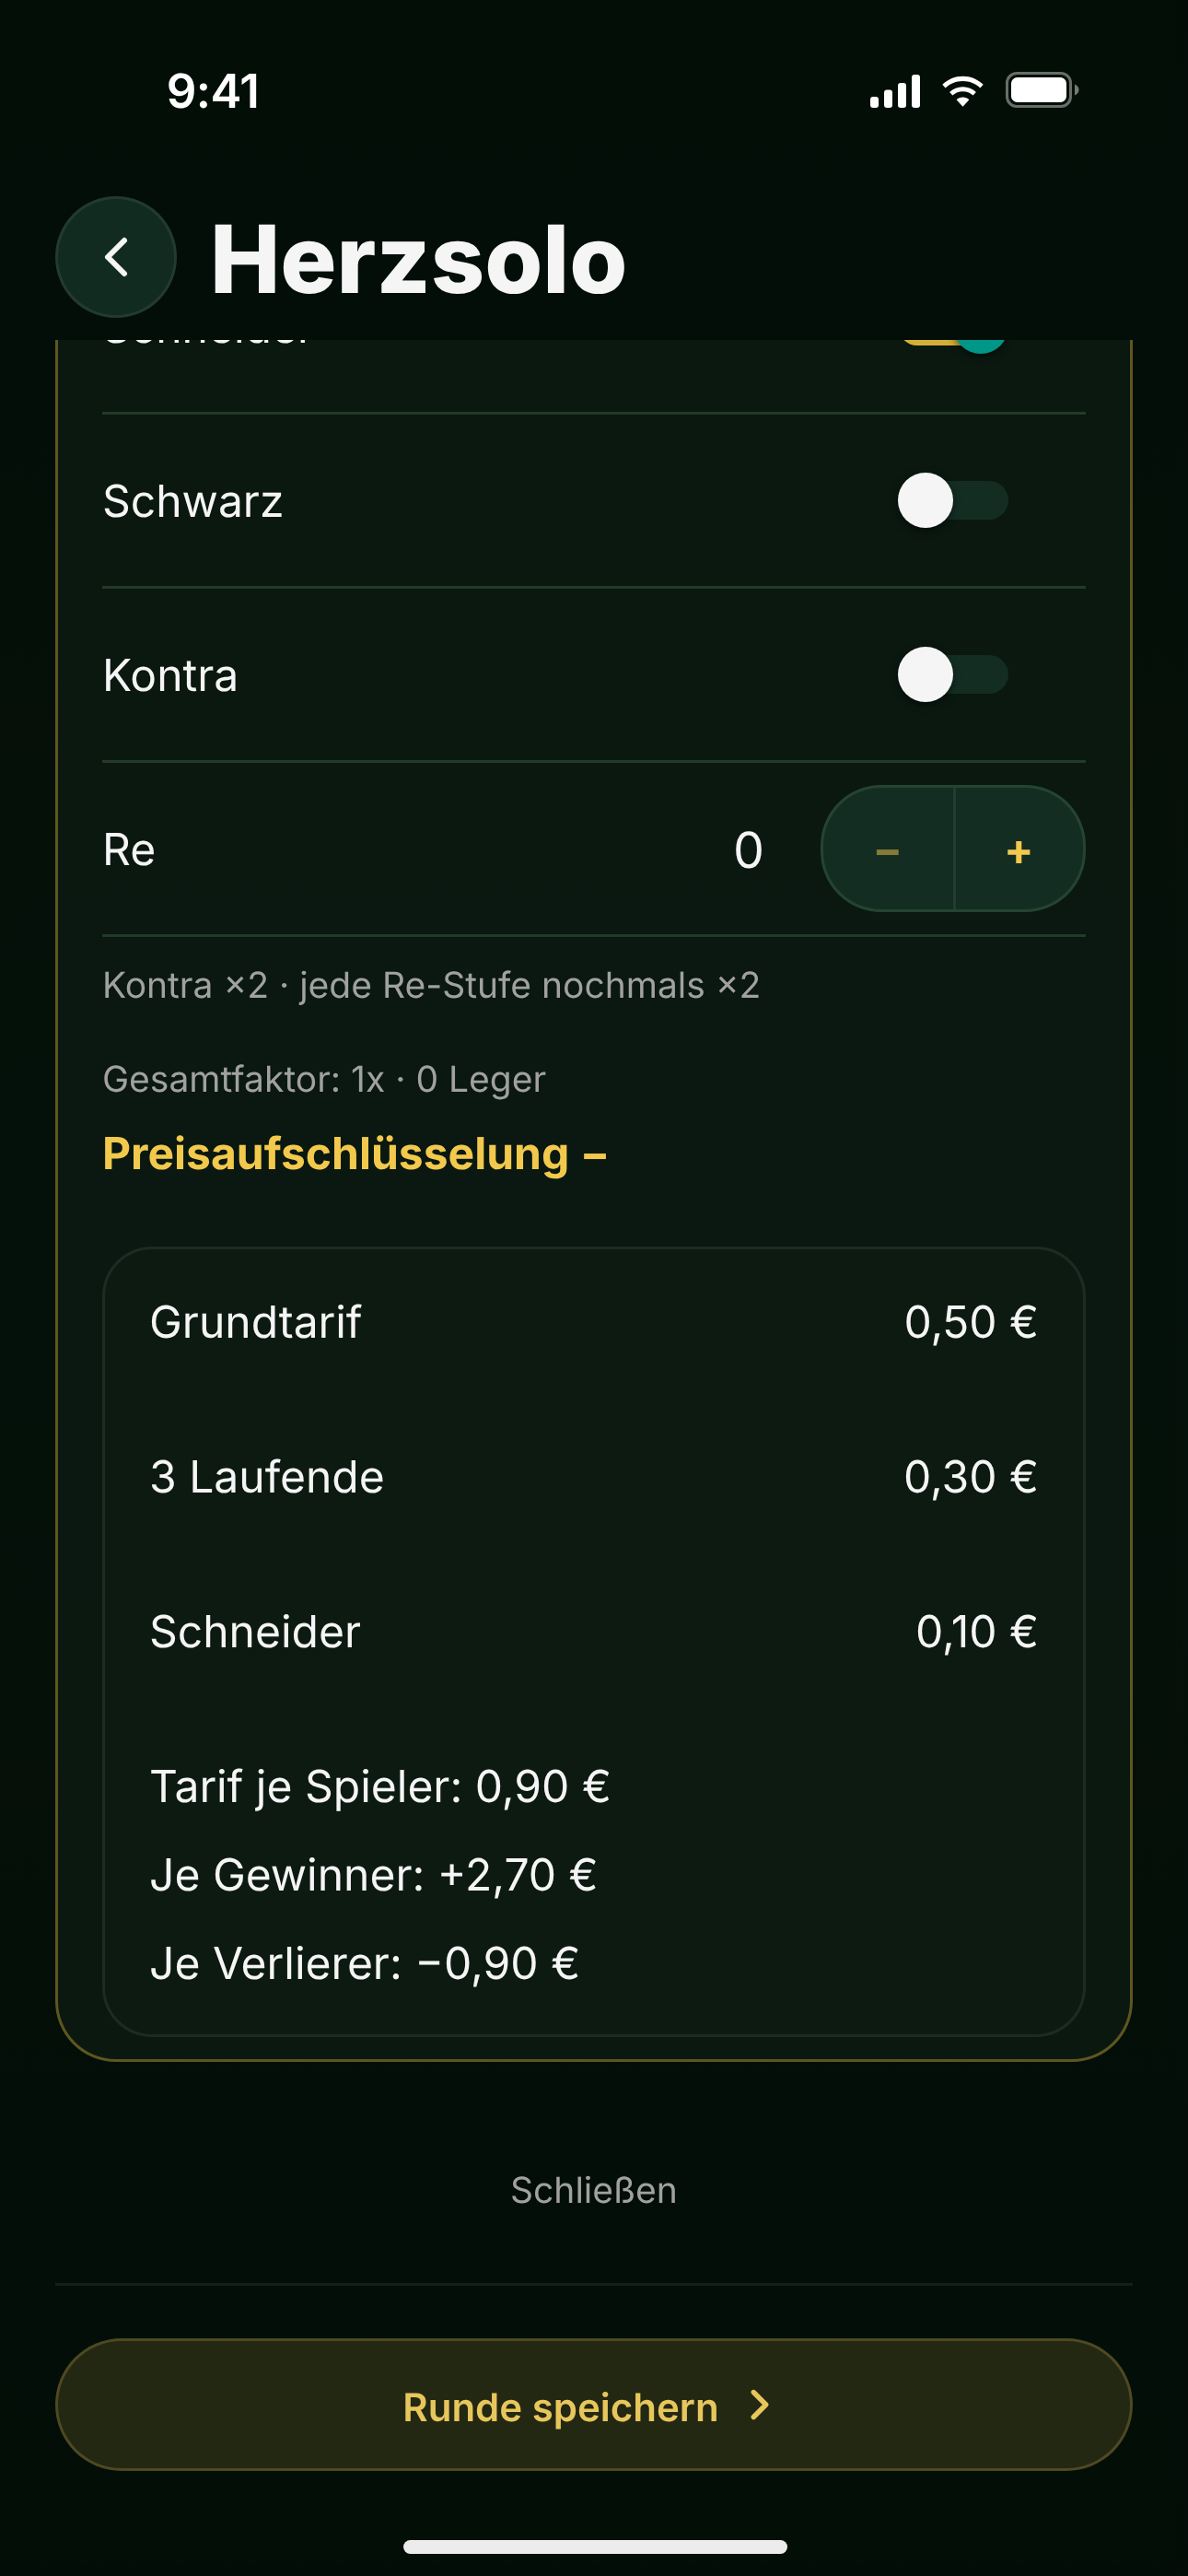 9:41
Herzsolo
Schwarz
Kontra
Re 0 – +
Kontra ×2 · jede Re-Stufe nochmals ×2
Gesamtfaktor: 1x · 0 Leger
Preisaufschlüsselung –
Grundtarif 0,50 €
3 Laufende 0,30 €
Schneider 0,10 €
Tarif je Spieler: 0,90 €
Je Gewinner: +2,70 €
Je Verlierer: −0,90 €
Schließen
Runde speichern